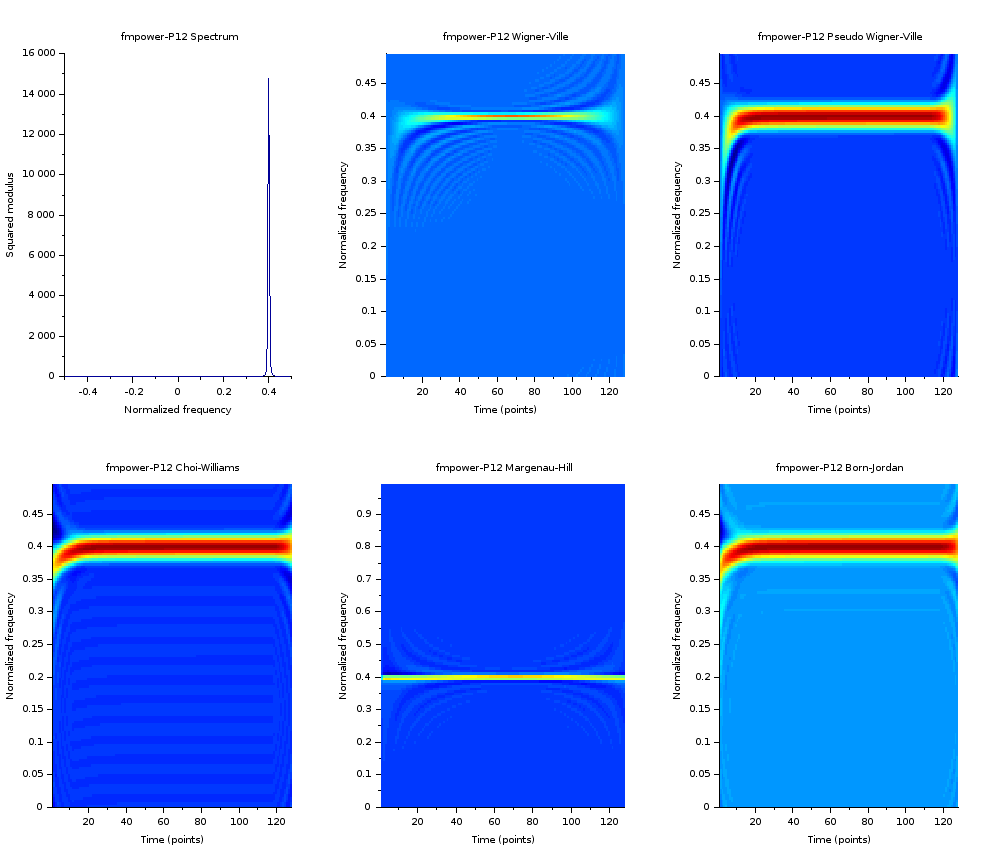 fmpower-P12 Spectrum
16 000
14 000
12 000
10 000
8 000
6 000
4 000
2 000
0
Squared modulus
-0.4 -0.2 0 0.2 0.4
Normalized frequency
fmpower-P12 Wigner-Ville
0.45
0.4
0.35
0.3
0.25
0.2
0.15
0.1
0.05
0
Normalized frequency
20 40 60 80 100 120
Time (points)
fmpower-P12 Pseudo Wigner-Ville
0.45
0.4
0.35
0.3
0.25
0.2
0.15
0.1
0.05
0
Normalized frequency
20 40 60 80 100 120
Time (points)
fmpower-P12 Choi-Williams
0.45
0.4
0.35
0.3
0.25
0.2
0.15
0.1
0.05
0
Normalized frequency
20 40 60 80 100 120
Time (points)
fmpower-P12 Margenau-Hill
0.9
0.8
0.7
0.6
0.5
0.4
0.3
0.2
0.1
0
Normalized frequency
20 40 60 80 100 120
Time (points)
fmpower-P12 Born-Jordan
0.45
0.4
0.35
0.3
0.25
0.2
0.15
0.1
0.05
0
Normalized frequency
20 40 60 80 100 120
Time (points)